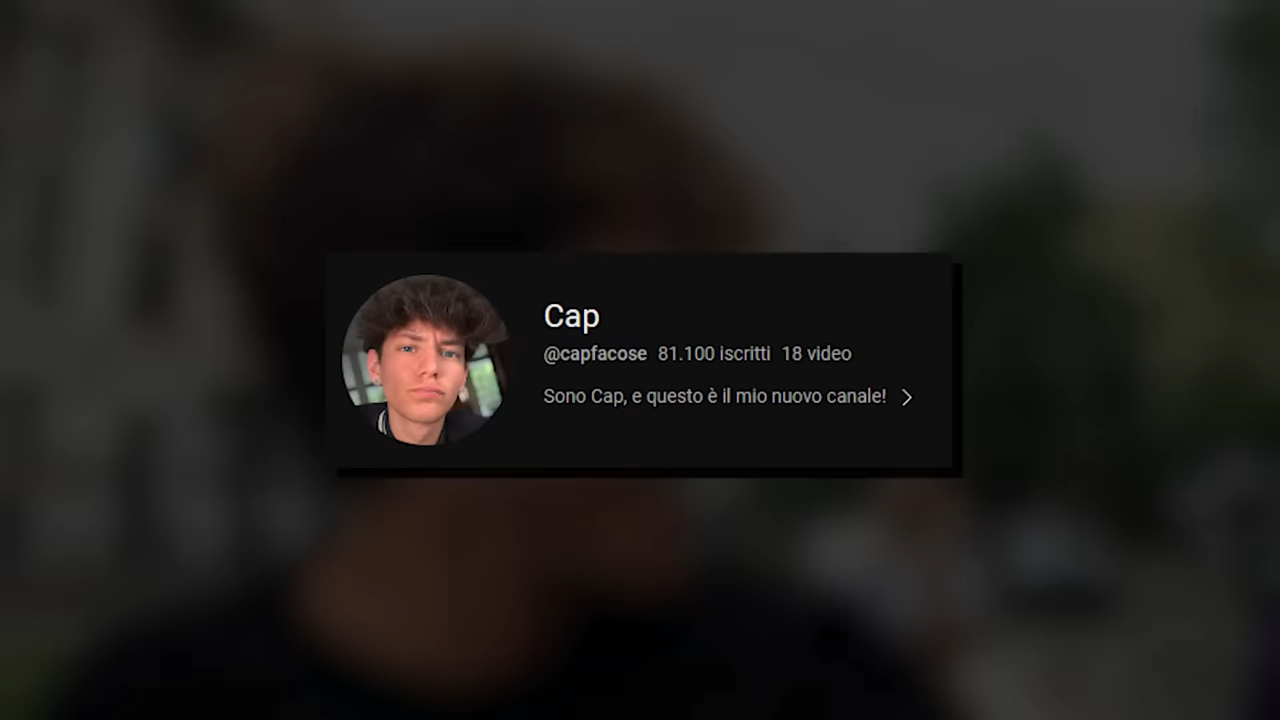 Cap
@capfacose 81.100 iscritti 18 video
Sono Cap, e questo è il mio nuovo canale!